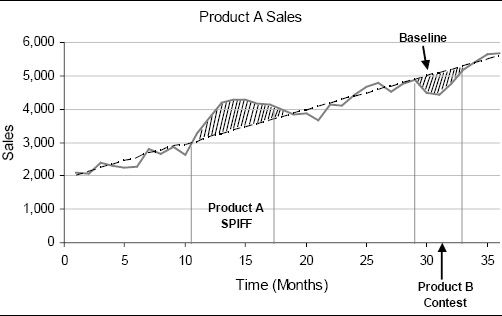 Product A Sales
Baseline
6,000
5,000
4,000
3,000
2,000
1,000
0
Sales
Product A
SPIFF
0 5 10 15 20 25 30 35
Time (Months)
Product B
Contest